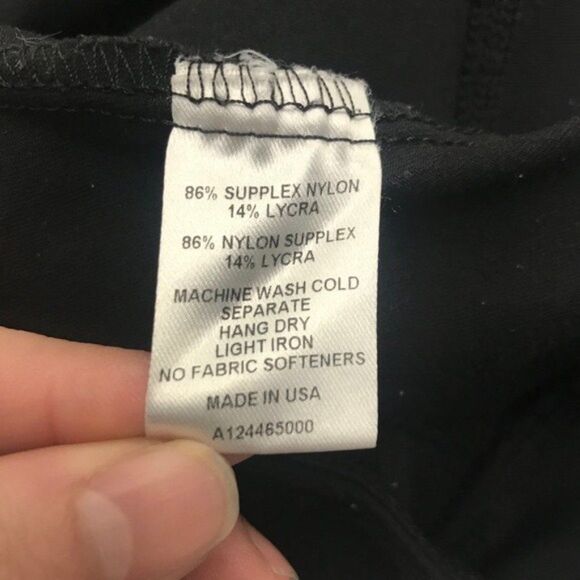 86% SUPPLEX NYLON
14% LYCRA
86% NYLON SUPPLEX
14% LYCRA
MACHINE WASH COLD
SEPARATE
HANG DRY
LIGHT IRON
NO FABRIC SOFTENERS
MADE IN USA
A124465000